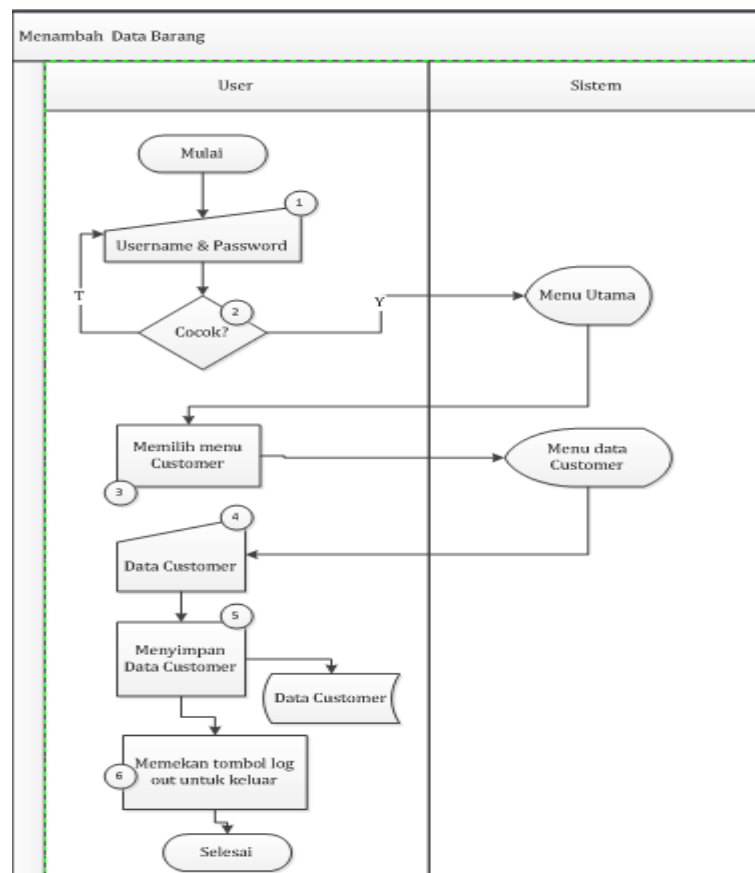 Menambah Data Barang
User
Sistem
Mulai
1
Username & Password
T
2
Cocok?
Y
Menu Utama
Memilih menu
Customer
3
Menu data
Customer
4
Data Customer
5
Menyimpan
Data Customer
Data Customer
Memekan tombol log
out untuk keluar
6
Selesai